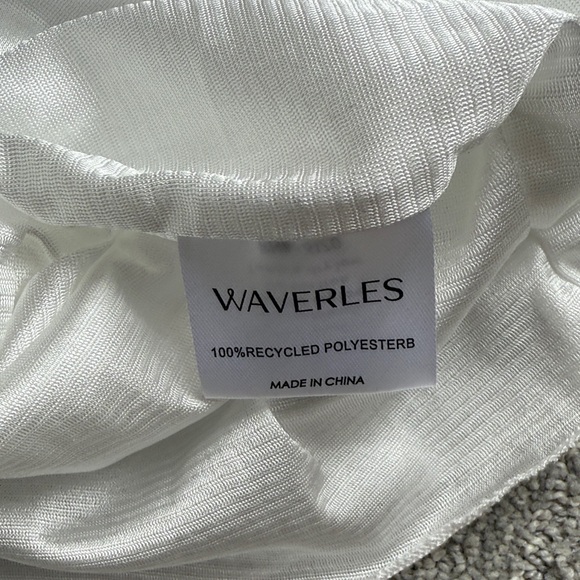 WAVERLES
100%RECYCLED POLYESTERB
MADE IN CHINA